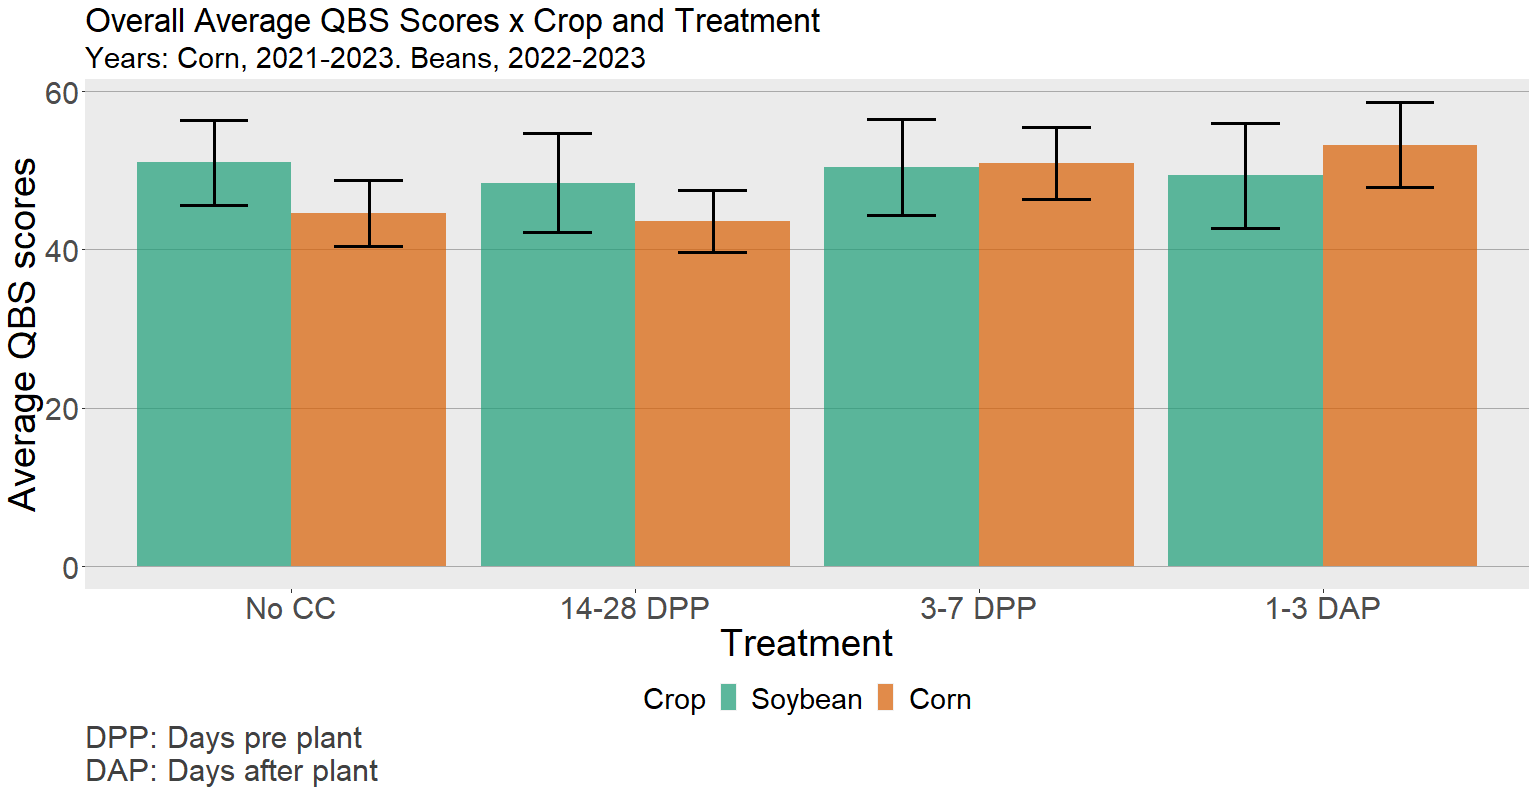 Overall Average QBS Scores x Crop and Treatment
Years: Corn, 2021-2023. Beans, 2022-2023
Average QBS scores
60
40
20
0
No CC
14-28 DPP
3-7 DPP
1-3 DAP
Treatment
Crop
Soybean
Corn
DPP: Days pre plant
DAP: Days after plant